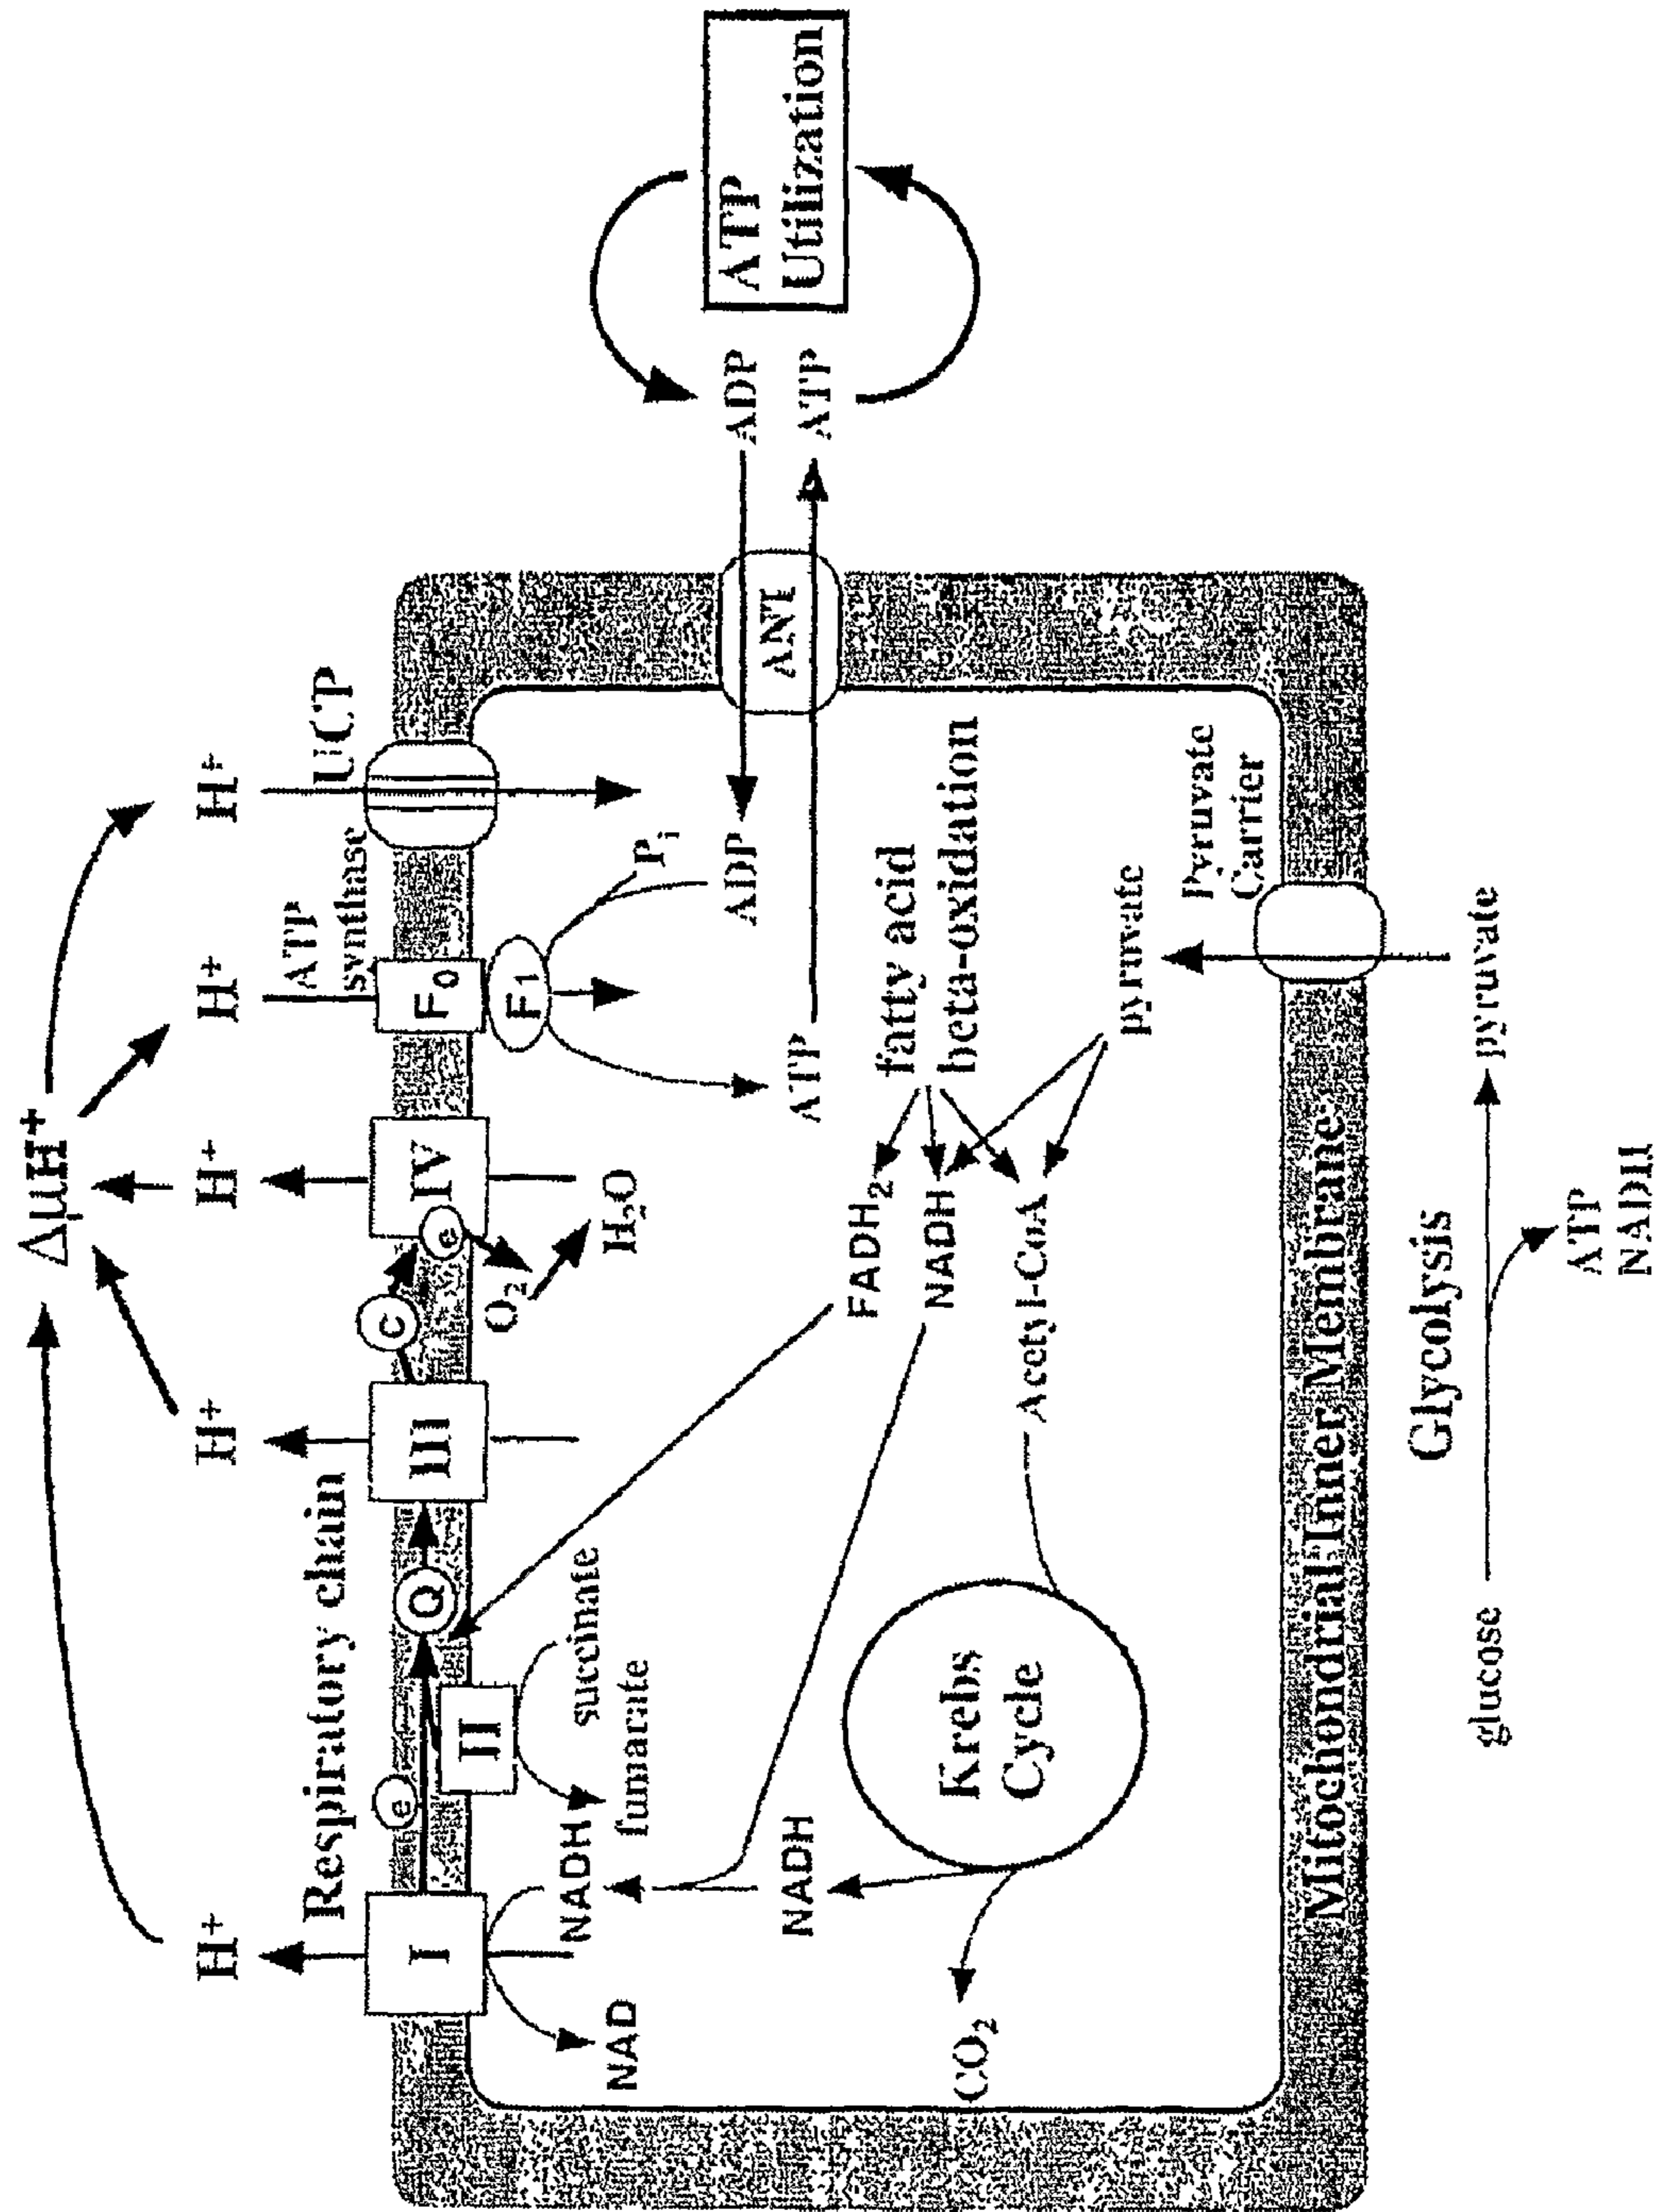 ΔμH⁺
H⁺
H⁺
H⁺
H⁺
H⁺
Respiratory chain
ATP
synthase
UCP
I
e
II
Q
III
C
e
IV
F₀
F₁
NAD
NADH
fumarate
succinate
O₂
H₂O
Pᵢ
ADP
ATP
ANT
ADP
ATP
ATP
Utilization
NADH
FADH₂
NADH
Acetyl-CoA
fatty acid
beta-oxidation
CO₂
Krebs
Cycle
pyruvate
Pyruvate
Carrier
Mitochondrial Inner Membrane
Glycolysis
glucose
pyruvate
ATP
NADH